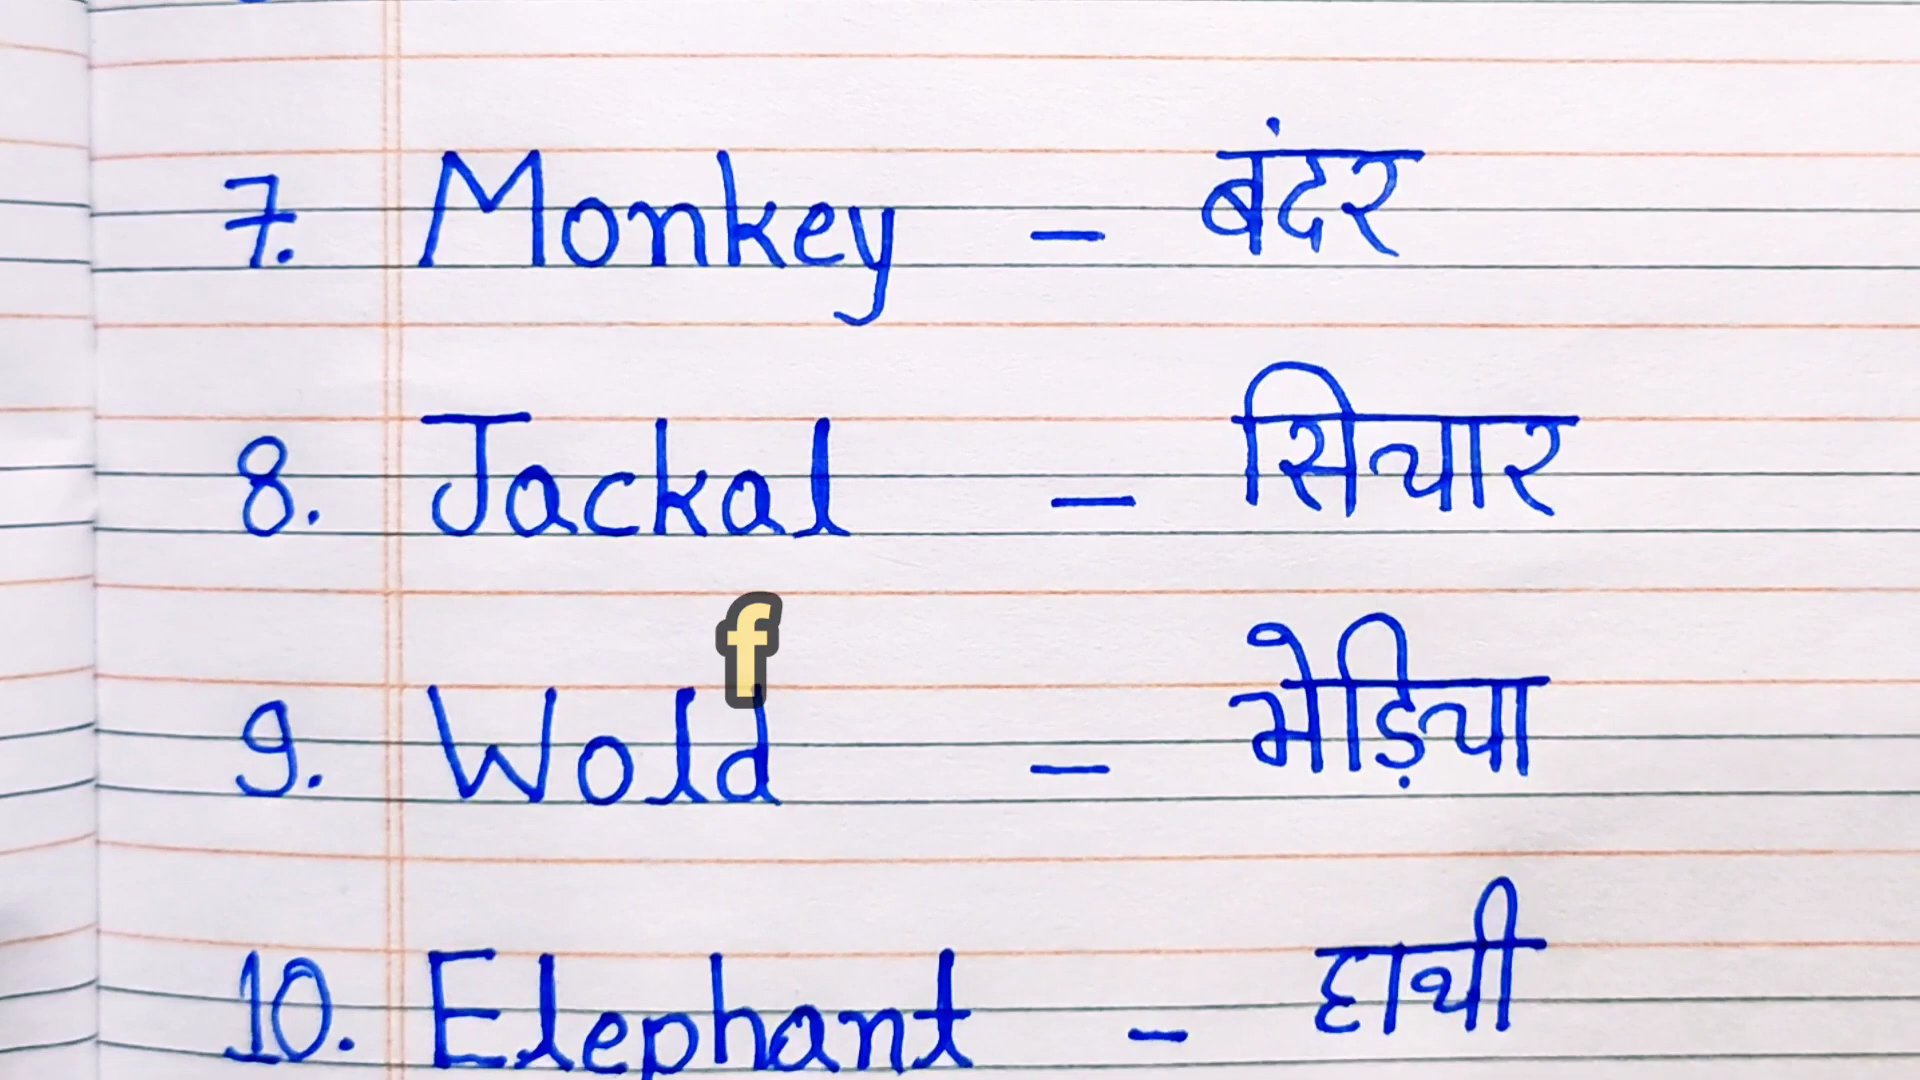 7. Monkey - बंदर
8. Jackal - सियार
f
9. Wold - भेड़िया
10. Elephant - हाथी